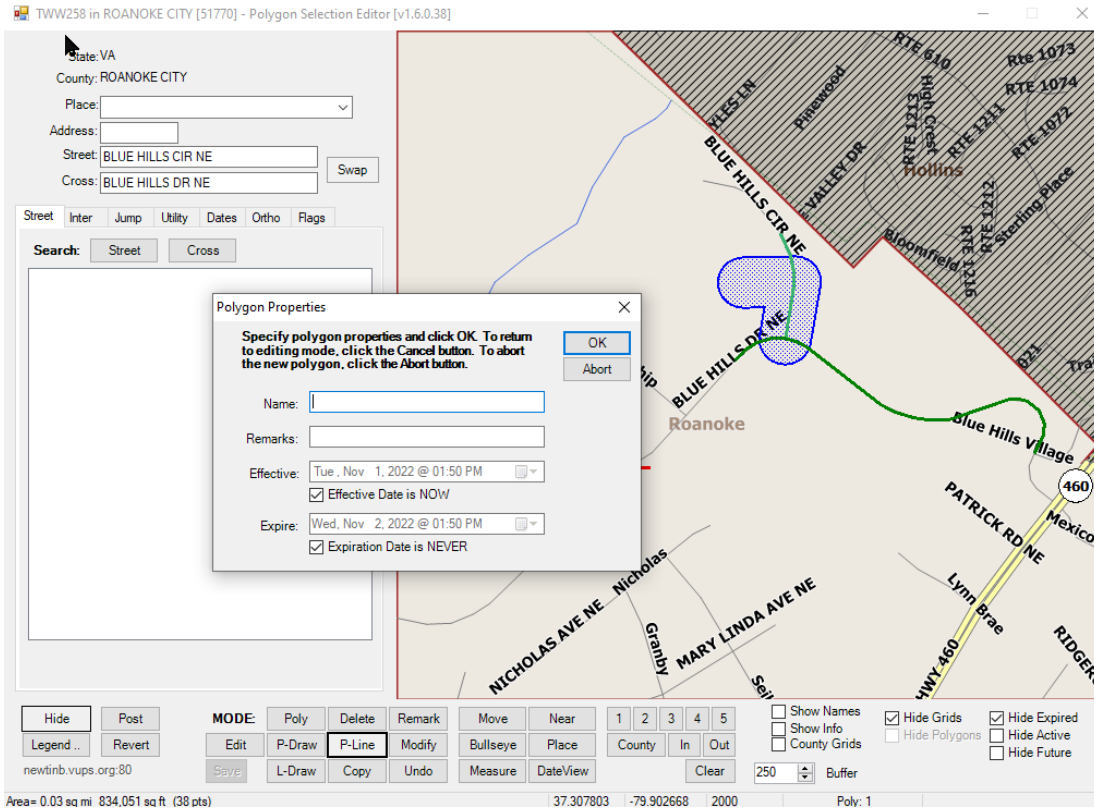 TWW258 in ROANOKE CITY [51770] - Polygon Selection Editor [v1.6.0.38]
State: VA
County: ROANOKE CITY
Place:
Address:
Street: BLUE HILLS CIR NE
Cross: BLUE HILLS DR NE
Swap
Street Inter Jump Utility Dates Ortho Flags
Search: Street Cross
Polygon Properties
Specify polygon properties and click OK. To return
to editing mode, click the Cancel button. To abort
the new polygon, click the Abort button.
OK
Abort
Name:
Remarks:
Effective: Tue , Nov 1, 2022 @ 01:50 PM
Effective Date is NOW
Expire: Wed, Nov 2, 2022 @ 01:50 PM
Expiration Date is NEVER
RTE 610
Rte 1073
RTE 1074
YLES LN
Pinewood
High Crest
RTE 1213
RTE 1211
RTE 1072
Hollins
BLUE HILLS CIR NE
VALLEY DR
RTE 1212
Sterling Place
Bloomfield
RTE 1216
BLUE HILLS DR NE
hip
021
Tra
Roanoke
Blue Hills Village
460
PATRICK RD NE
Mexico
Nicholas
NICHOLAS AVE NE
Granby
MARY LINDA AVE NE
Lynn Brae
HWY 460
RIDGER
Hide Post
Legend .. Revert
newtinb.vups.org:80
MODE: Poly Delete Remark
Edit P-Draw P-Line Modify
Save L-Draw Copy Undo
Move Near
Bullseye Place
Measure DateView
1 2 3 4 5
County In Out
Clear
Show Names
Show Info
County Grids
250 Buffer
Hide Grids
Hide Polygons
Hide Expired
Hide Active
Hide Future
Area= 0.03 sq mi 834,051 sq ft (38 pts) 37.307803 -79.902668 2000 Poly: 1